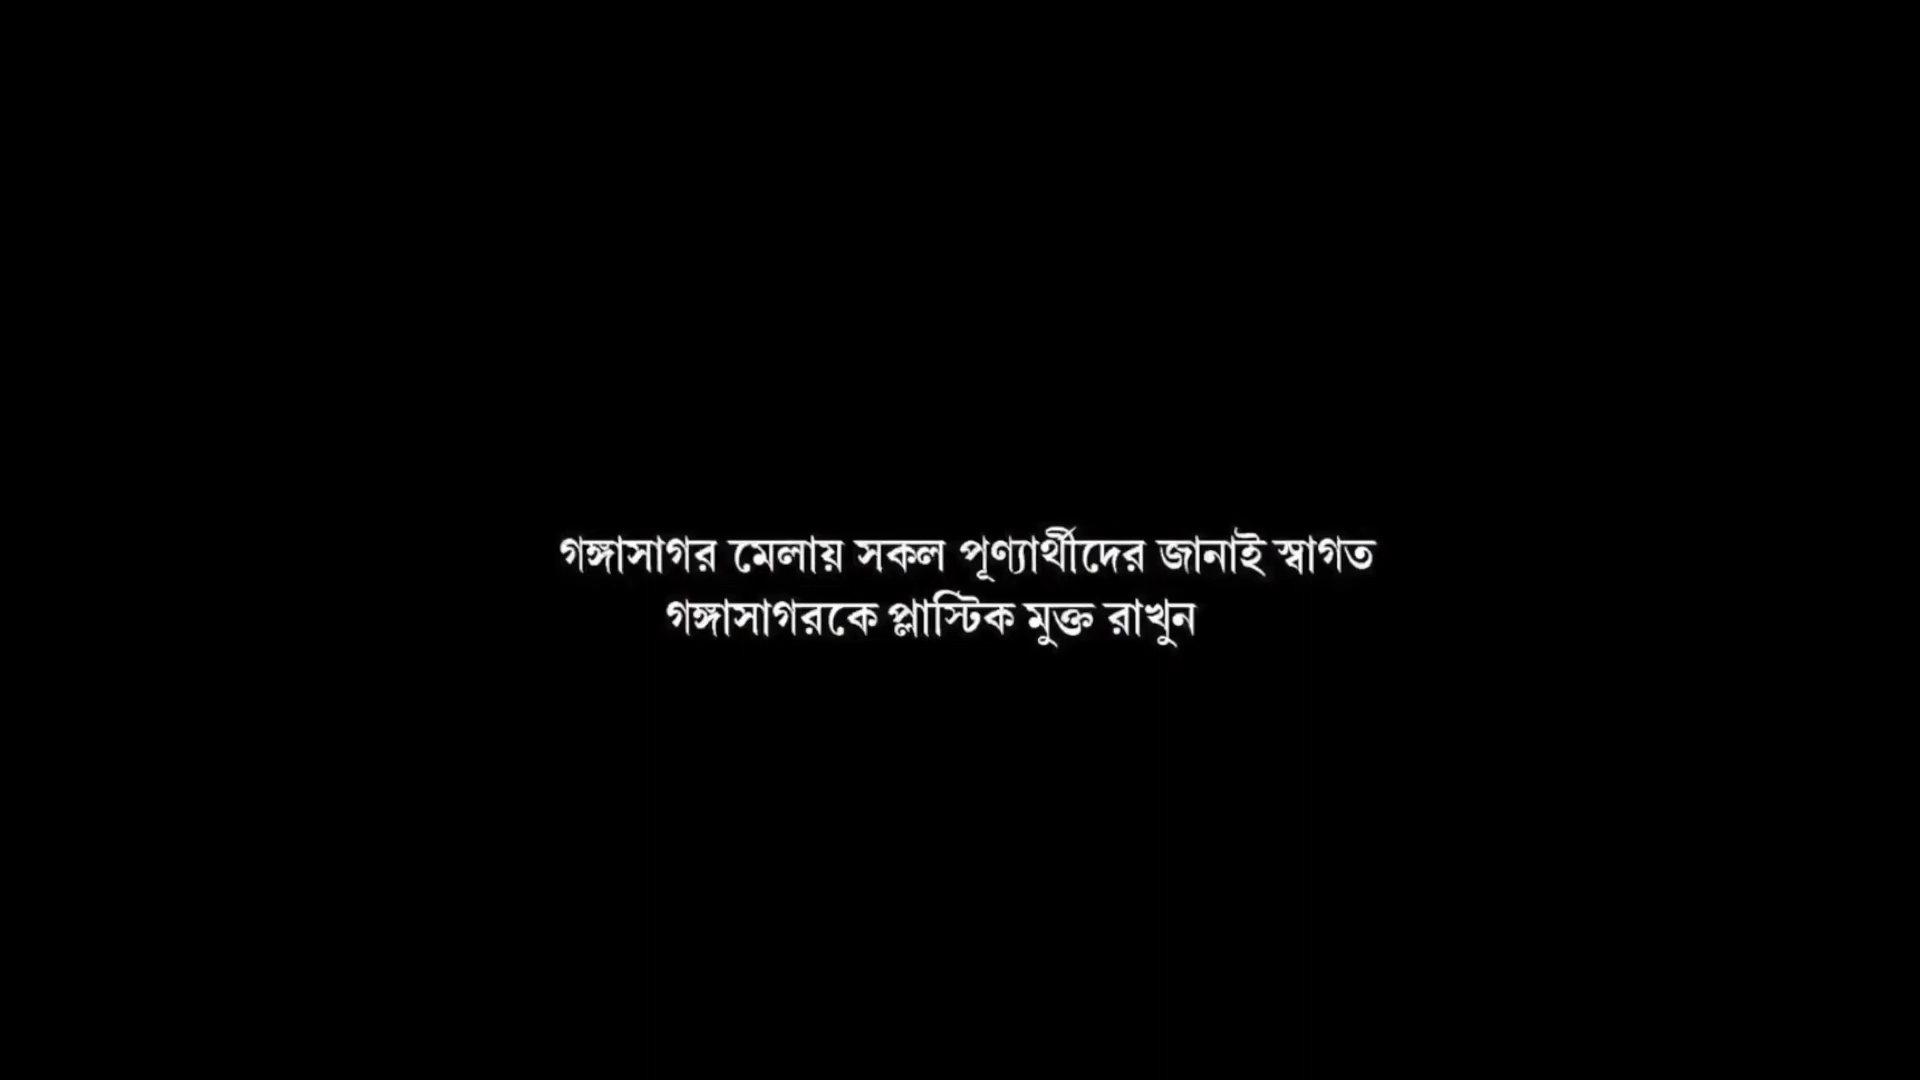 গঙ্গাসাগর মেলায় সকল পূণ্যার্থীদের জানাই স্বাগত
গঙ্গাসাগরকে প্লাস্টিক মুক্ত রাখুন